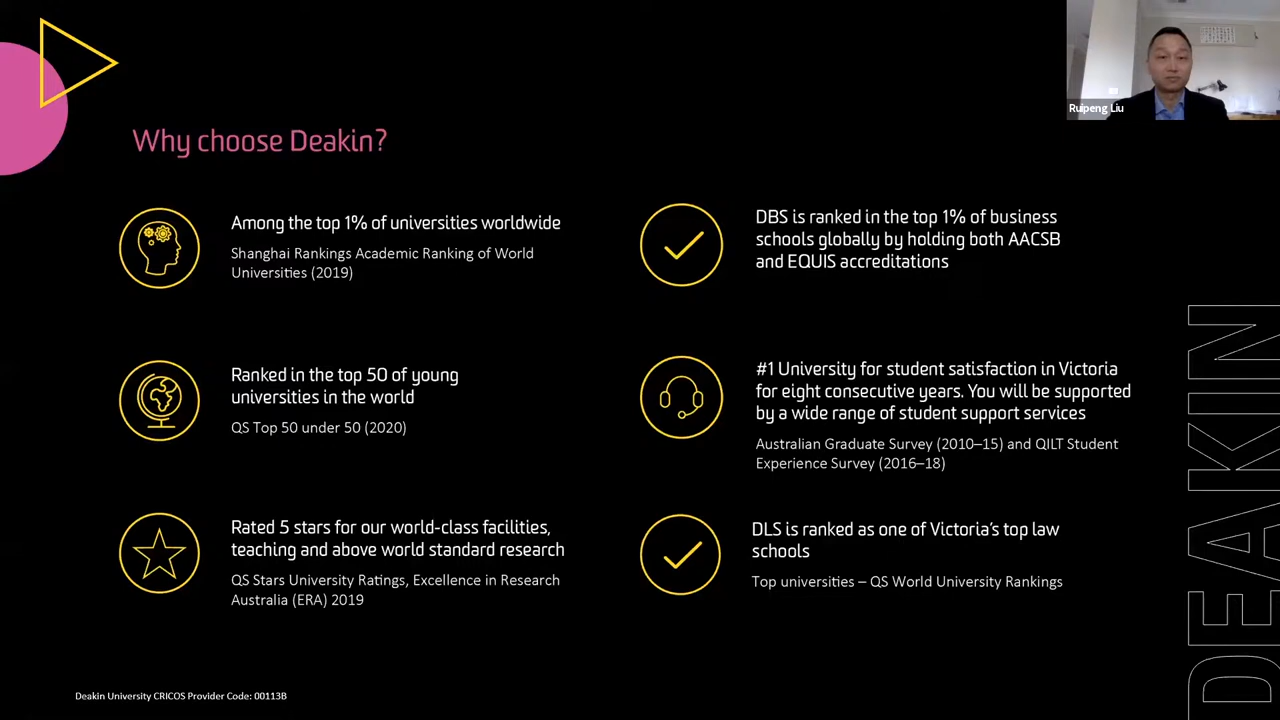 Ruipeng Liu
Why choose Deakin?
Among the top 1% of universities worldwide
Shanghai Rankings Academic Ranking of World
Universities (2019)
Ranked in the top 50 of young
universities in the world
QS Top 50 under 50 (2020)
Rated 5 stars for our world-class facilities,
teaching and above world standard research
QS Stars University Ratings, Excellence in Research
Australia (ERA) 2019
DBS is ranked in the top 1% of business
schools globally by holding both AACSB
and EQUIS accreditations
#1 University for student satisfaction in Victoria
for eight consecutive years. You will be supported
by a wide range of student support services
Australian Graduate Survey (2010–15) and QILT Student
Experience Survey (2016–18)
DLS is ranked as one of Victoria's top law
schools
Top universities – QS World University Rankings
DEAKIN
Deakin University CRICOS Provider Code: 00113B